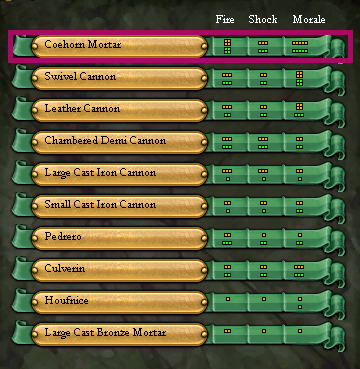 Fire Shock Morale
Coehorn Mortar
Swivel Cannon
Leather Cannon
Chambered Demi Cannon
Large Cast Iron Cannon
Small Cast Iron Cannon
Pedrero
Culverin
Houfnice
Large Cast Bronze Mortar